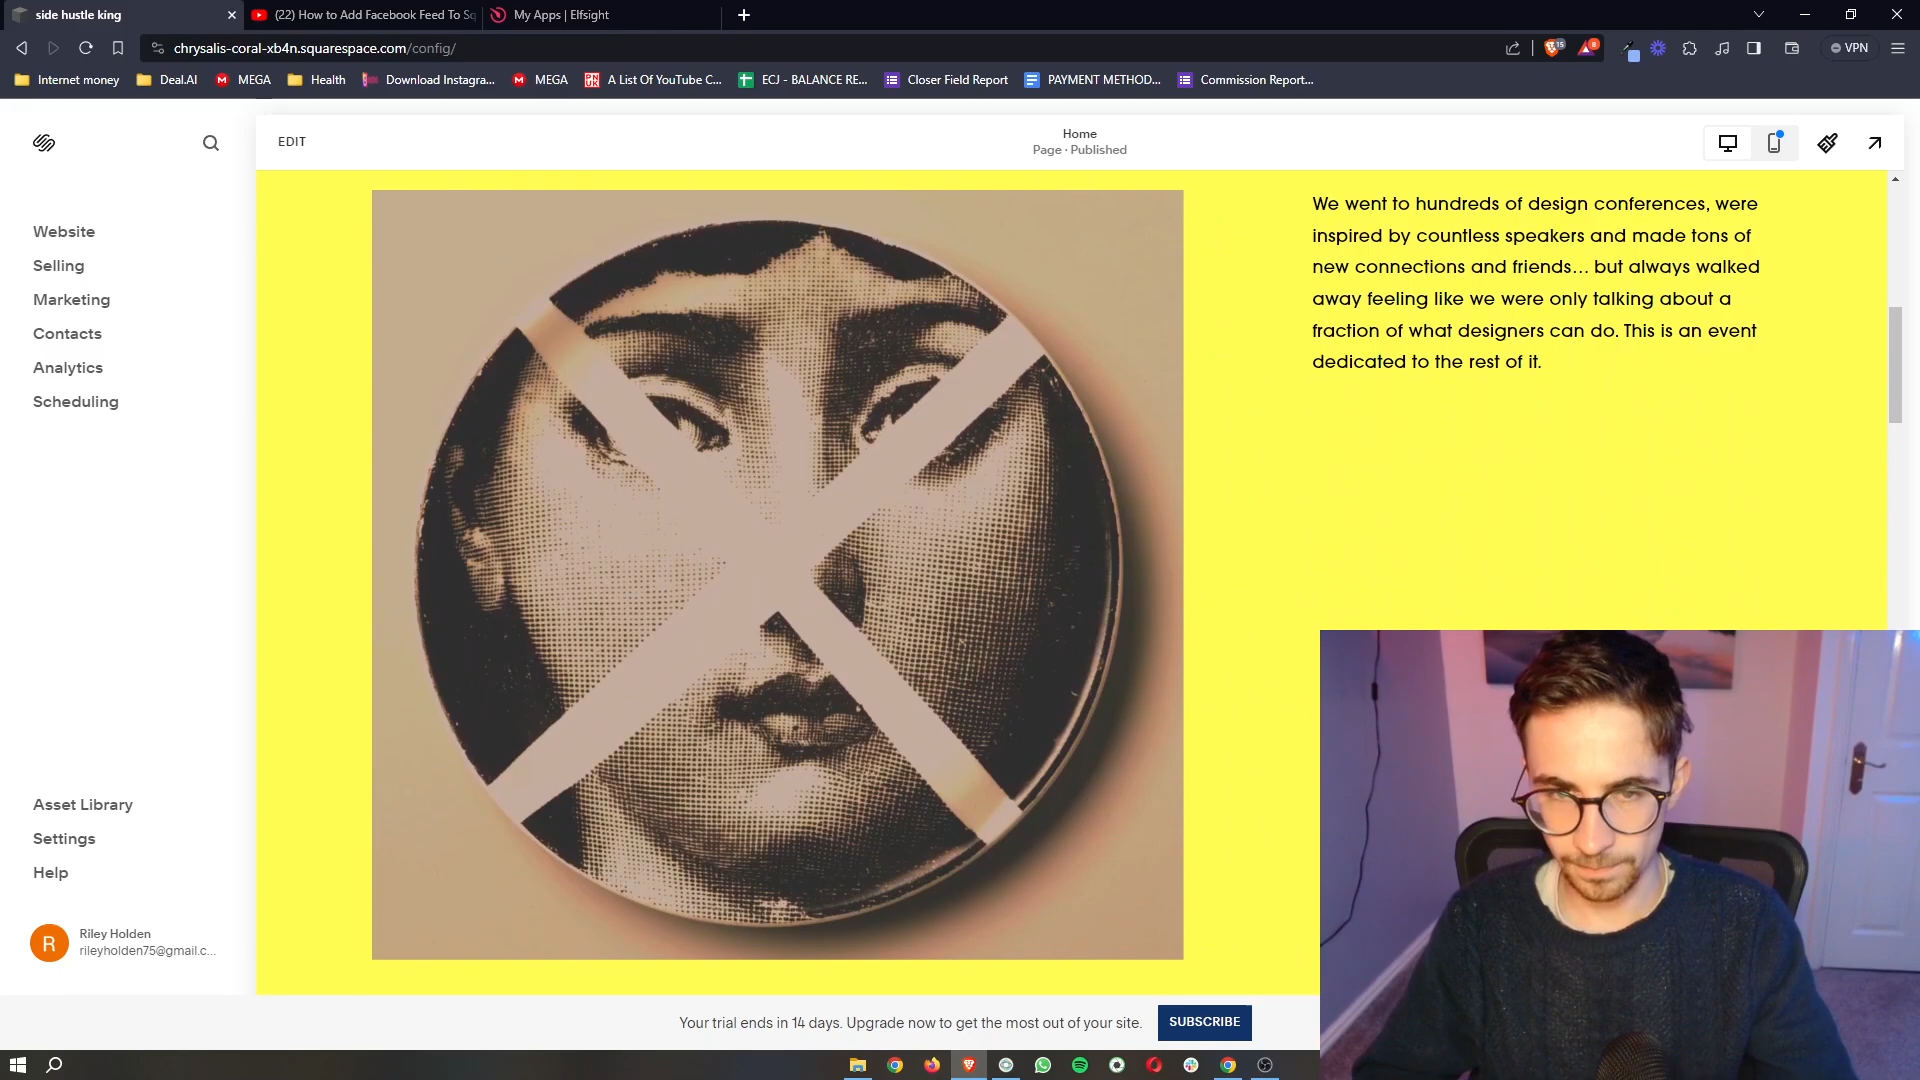 side hustle king
(22) How to Add Facebook Feed To Sq
My Apps | Elfsight
chrysalis-coral-xb4n.squarespace.com/config/
15
8
VPN
Internet money
Deal.AI
MEGA
Health
Download Instagra...
MEGA
A List Of YouTube C...
ECJ - BALANCE RE...
Closer Field Report
PAYMENT METHOD...
Commission Report...
EDIT
Home
Page · Published
Website
Selling
Marketing
Contacts
Analytics
Scheduling
We went to hundreds of design conferences, were
inspired by countless speakers and made tons of
new connections and friends... but always walked
away feeling like we were only talking about a
fraction of what designers can do. This is an event
dedicated to the rest of it.
Asset Library
Settings
Help
R
Riley Holden
rileyholden75@gmail.c...
Your trial ends in 14 days. Upgrade now to get the most out of your site.
SUBSCRIBE